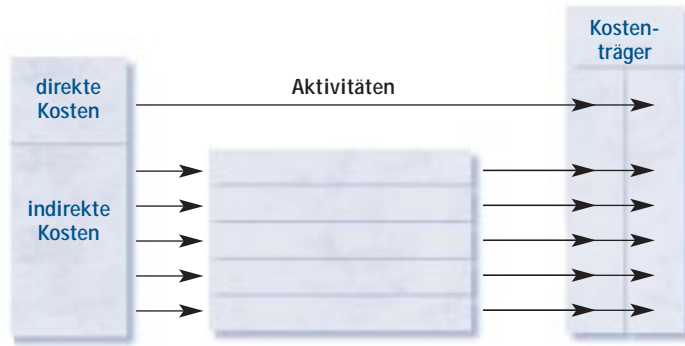 Kosten-
träger
direkte
Kosten
Aktivitäten
indirekte
Kosten